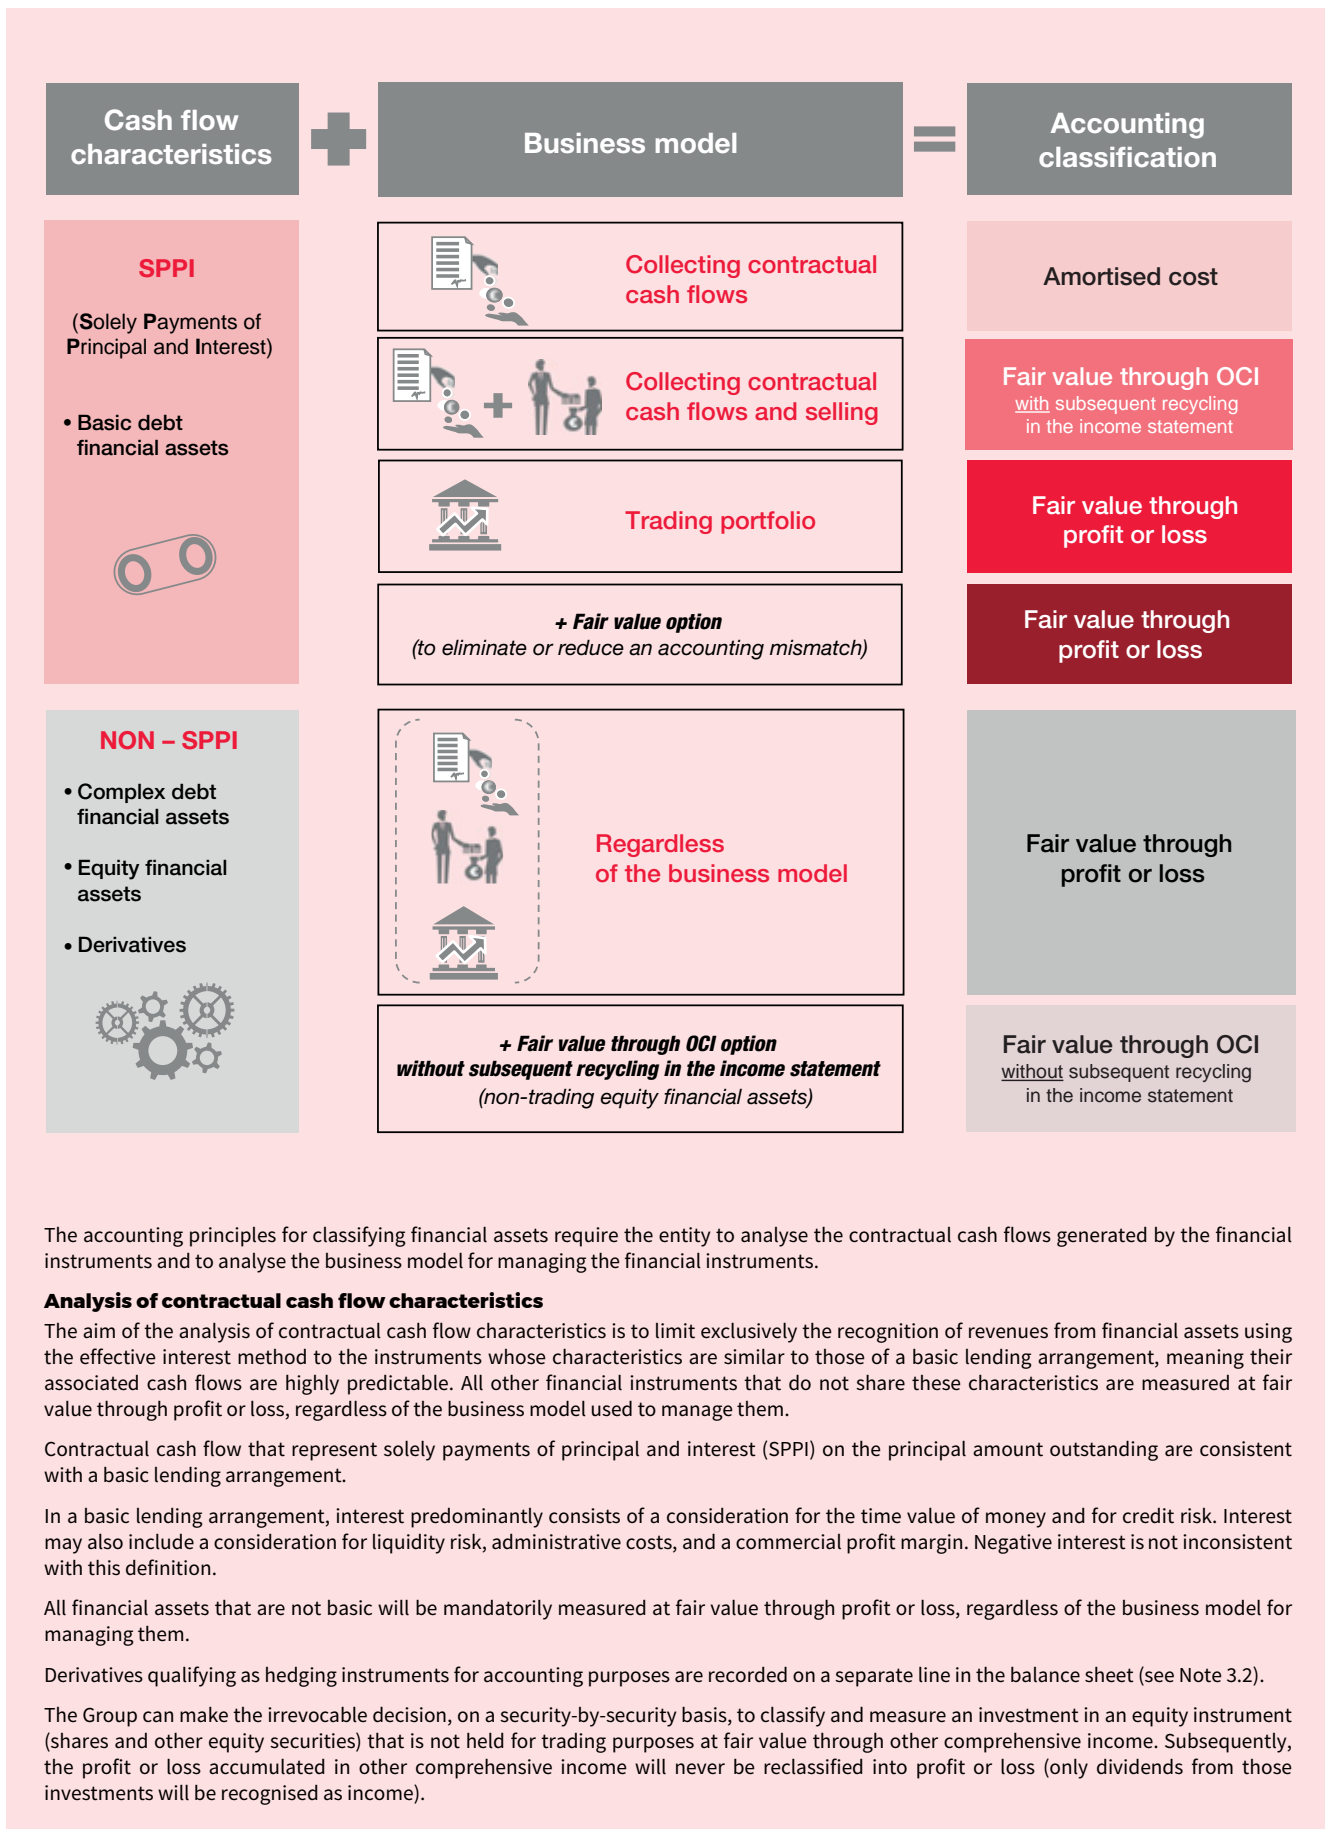 Cash flow
characteristics
Business model
Accounting
classification
SPPI
(Solely Payments of
Principal and Interest)
• Basic debt
financial assets
Collecting contractual
cash flows
Amortised cost
Collecting contractual
cash flows and selling
Fair value through OCI
with subsequent recycling
in the income statement
Trading portfolio
Fair value through
profit or loss
+ Fair value option
(to eliminate or reduce an accounting mismatch)
Fair value through
profit or loss
NON – SPPI
• Complex debt
financial assets
• Equity financial
assets
• Derivatives
Regardless
of the business model
Fair value through
profit or loss
+ Fair value through OCI option
without subsequent recycling in the income statement
(non-trading equity financial assets)
Fair value through OCI
without subsequent recycling
in the income statement
The accounting principles for classifying financial assets require the entity to analyse the contractual cash flows generated by the financial
instruments and to analyse the business model for managing the financial instruments.
Analysis of contractual cash flow characteristics
The aim of the analysis of contractual cash flow characteristics is to limit exclusively the recognition of revenues from financial assets using
the effective interest method to the instruments whose characteristics are similar to those of a basic lending arrangement, meaning their
associated cash flows are highly predictable. All other financial instruments that do not share these characteristics are measured at fair
value through profit or loss, regardless of the business model used to manage them.
Contractual cash flow that represent solely payments of principal and interest (SPPI) on the principal amount outstanding are consistent
with a basic lending arrangement.
In a basic lending arrangement, interest predominantly consists of a consideration for the time value of money and for credit risk. Interest
may also include a consideration for liquidity risk, administrative costs, and a commercial profit margin. Negative interest is not inconsistent
with this definition.
All financial assets that are not basic will be mandatorily measured at fair value through profit or loss, regardless of the business model for
managing them.
Derivatives qualifying as hedging instruments for accounting purposes are recorded on a separate line in the balance sheet (see Note 3.2).
The Group can make the irrevocable decision, on a security-by-security basis, to classify and measure an investment in an equity instrument
(shares and other equity securities) that is not held for trading purposes at fair value through other comprehensive income. Subsequently,
the profit or loss accumulated in other comprehensive income will never be reclassified into profit or loss (only dividends from those
investments will be recognised as income).